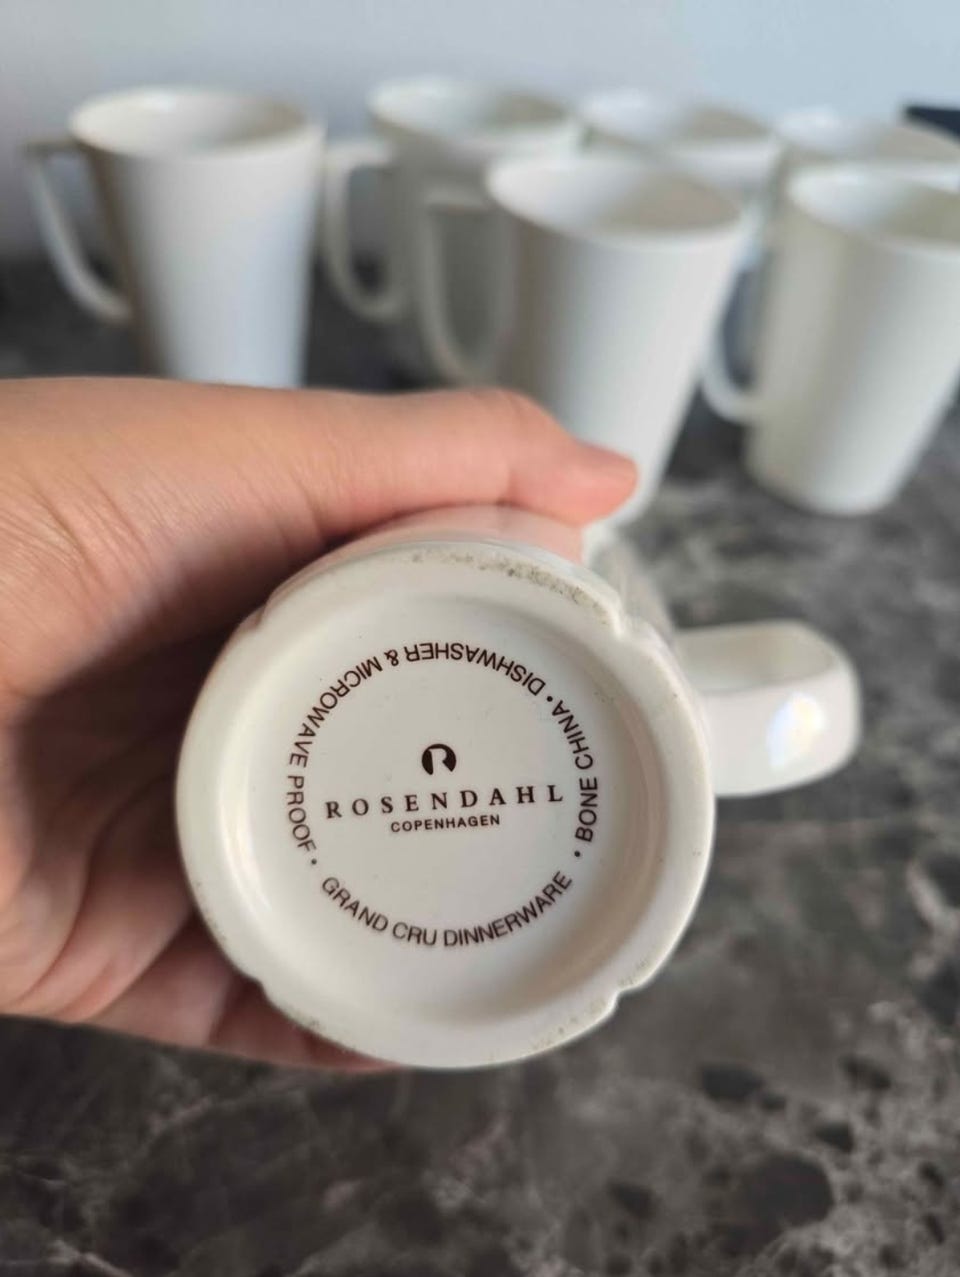 R
ROSENDAHL
COPENHAGEN
GRAND CRU DINNERWARE • BONE CHINA • DISHWASHER & MICROWAVE PROOF •